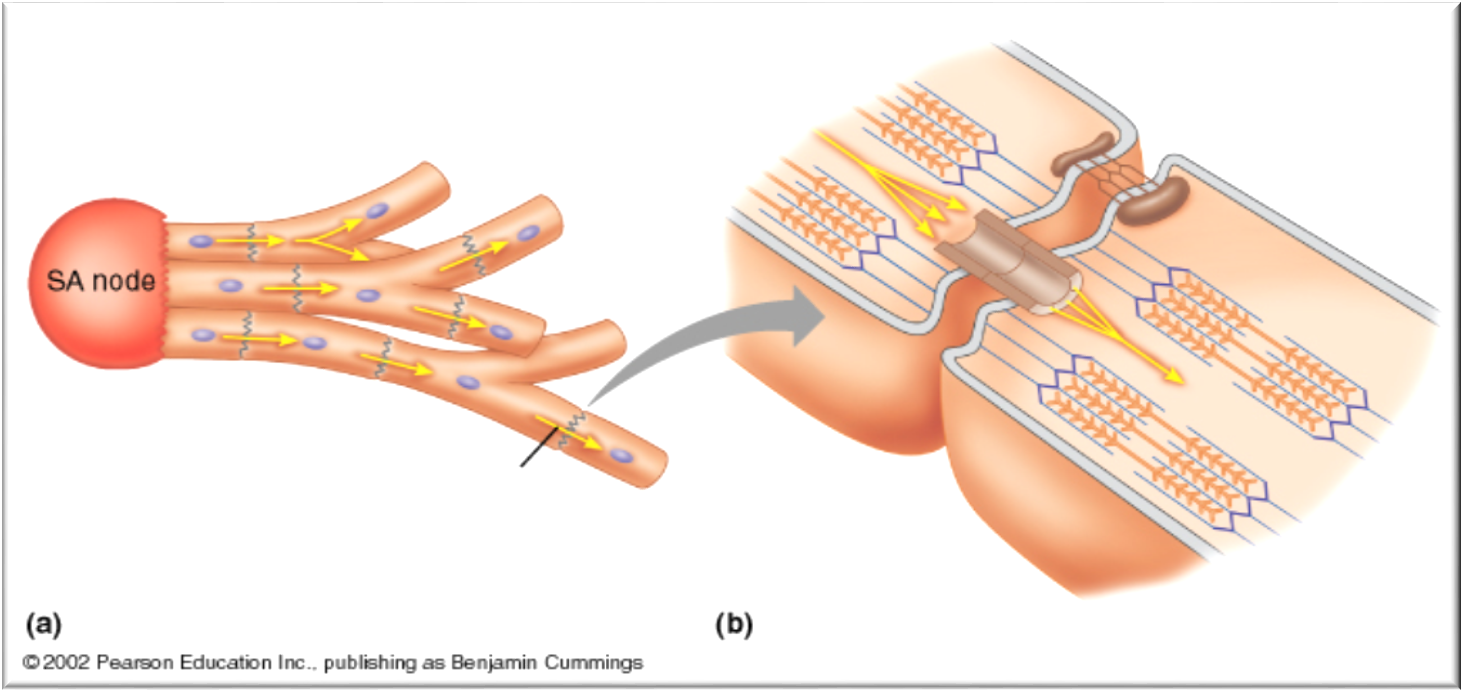 SA node
(a)
(b)
© 2002 Pearson Education Inc., publishing as Benjamin Cummings